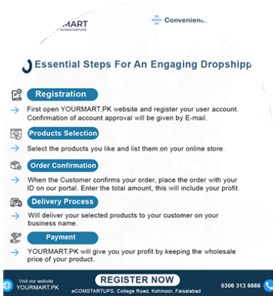 MART
ECOMSTARTUPS
Convenienc
Essential Steps For An Engaging Dropshipp
Registration
First open YOURMART.PK website and register your user account.
Confirmation of account approval will be given by E-mail.
Products Selection
Select the products you like and list them on your online store.
Order Confirmation
When the Customer confirms your order, place the order with your
ID on our portal. Enter the total amount, this will include your profit.
Delivery Process
Will deliver your selected products to your customer on your
business name.
Payment
YOURMART.PK will give you your profit by keeping the wholesale
price of your product.
Visit our website
YOURMART.PK
REGISTER NOW
eCOMSTARTUPS, College Road, Kohinoor, Faisalabad
0306 313 6666